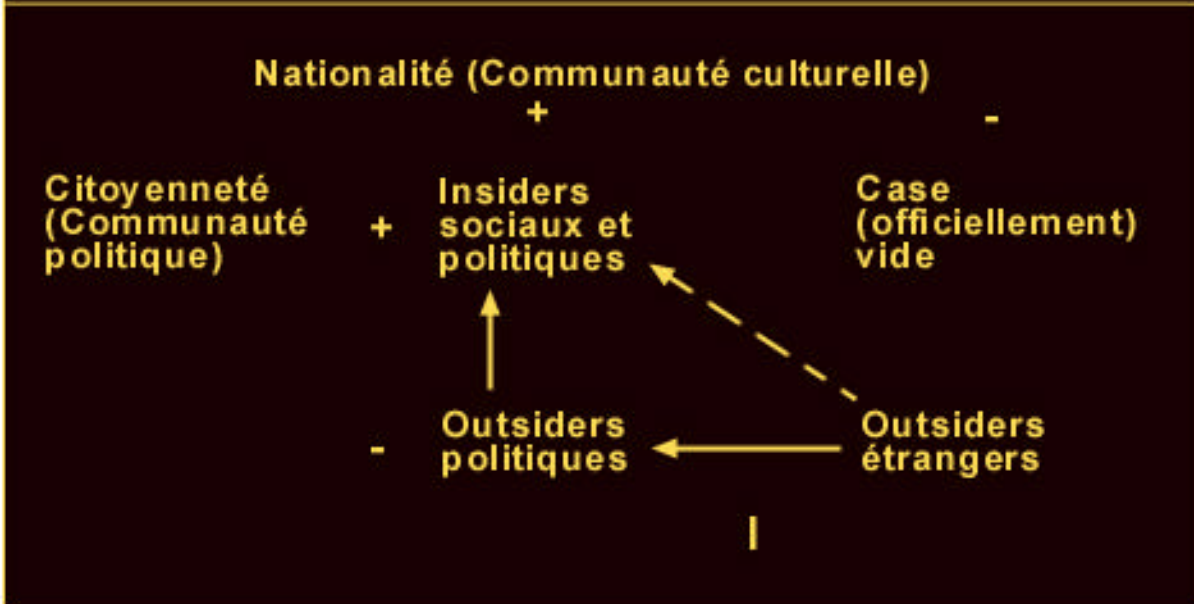 Nationalité (Communauté culturelle)
+ -
Citoyenneté
(Communauté
politique)
+
Insiders
sociaux et
politiques
Case
(officiellement)
vide
-
Outsiders
politiques
Outsiders
étrangers
I